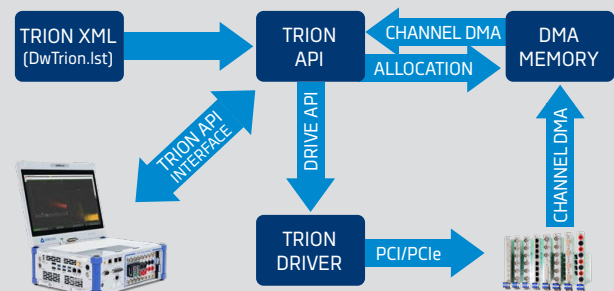 TRION XML
(DwTrion.lst)
TRION
API
CHANNEL DMA
ALLOCATION
DMA
MEMORY
TRION API
INTERFACE
DRIVE API
CHANNEL DMA
TRION
DRIVER
PCI/PCIe